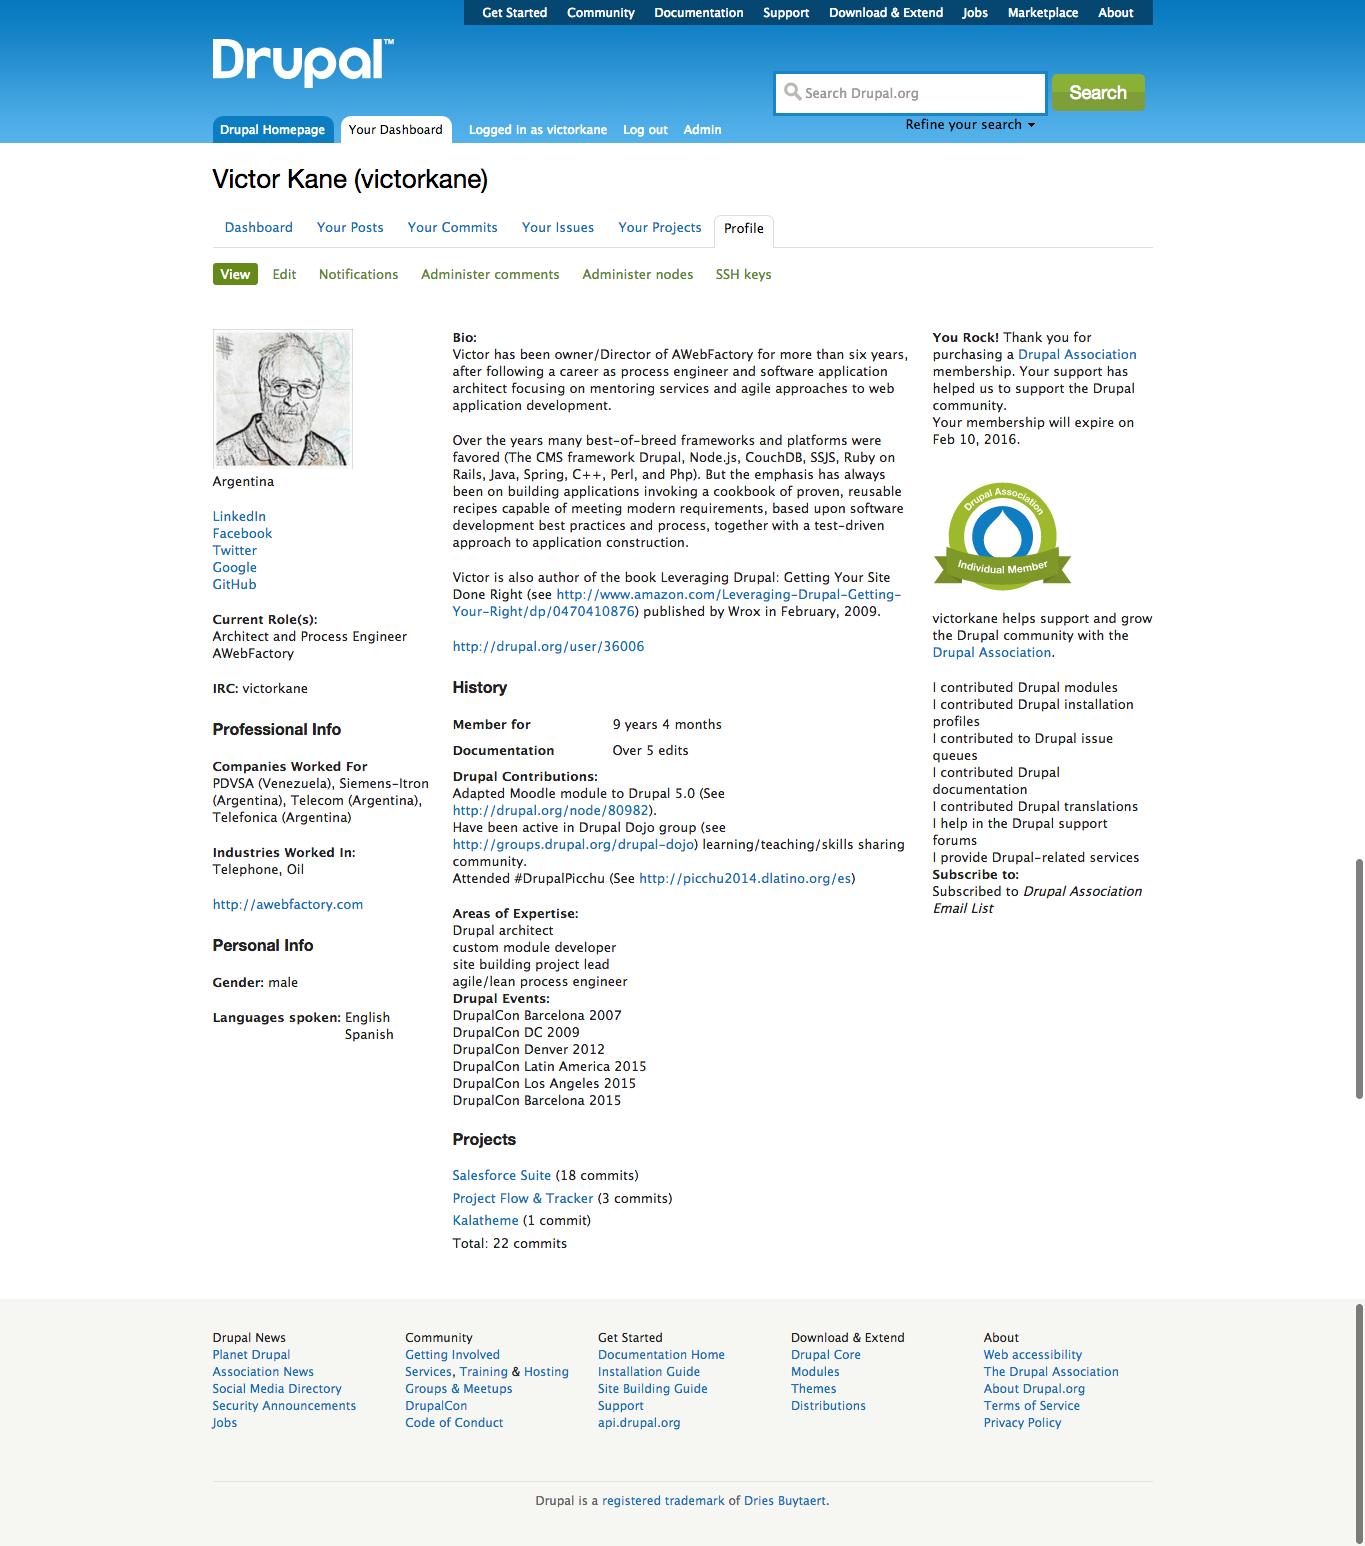 Get Started Community Documentation Support Download & Extend Jobs Marketplace About
Drupal™
Search Drupal.org
Search
Refine your search
Drupal Homepage Your Dashboard Logged in as victorkane Log out Admin
Victor Kane (victorkane)
Dashboard Your Posts Your Commits Your Issues Your Projects Profile
View Edit Notifications Administer comments Administer nodes SSH keys
Argentina
LinkedIn
Facebook
Twitter
Google
GitHub
Current Role(s):
Architect and Process Engineer
AWebFactory
IRC: victorkane
Professional Info
Companies Worked For
PDVSA (Venezuela), Siemens-Itron
(Argentina), Telecom (Argentina),
Telefonica (Argentina)
Industries Worked In:
Telephone, Oil
http://awebfactory.com
Personal Info
Gender: male
Languages spoken: English
Spanish
Bio:
Victor has been owner/Director of AWebFactory for more than six years,
after following a career as process engineer and software application
architect focusing on mentoring services and agile approaches to web
application development.
Over the years many best-of-breed frameworks and platforms were
favored (The CMS framework Drupal, Node.js, CouchDB, SSJS, Ruby on
Rails, Java, Spring, C++, Perl, and Php). But the emphasis has always
been on building applications invoking a cookbook of proven, reusable
recipes capable of meeting modern requirements, based upon software
development best practices and process, together with a test-driven
approach to application construction.
Victor is also author of the book Leveraging Drupal: Getting Your Site
Done Right (see http://www.amazon.com/Leveraging-Drupal-Getting-
Your-Right/dp/0470410876) published by Wrox in February, 2009.
http://drupal.org/user/36006
History
Member for 9 years 4 months
Documentation Over 5 edits
Drupal Contributions:
Adapted Moodle module to Drupal 5.0 (See
http://drupal.org/node/80982).
Have been active in Drupal Dojo group (see
http://groups.drupal.org/drupal-dojo) learning/teaching/skills sharing
community.
Attended #DrupalPicchu (See http://picchu2014.dlatino.org/es)
Areas of Expertise:
Drupal architect
custom module developer
site building project lead
agile/lean process engineer
Drupal Events:
DrupalCon Barcelona 2007
DrupalCon DC 2009
DrupalCon Denver 2012
DrupalCon Latin America 2015
DrupalCon Los Angeles 2015
DrupalCon Barcelona 2015
Projects
Salesforce Suite (18 commits)
Project Flow & Tracker (3 commits)
Kalatheme (1 commit)
Total: 22 commits
You Rock! Thank you for
purchasing a Drupal Association
membership. Your support has
helped us to support the Drupal
community.
Your membership will expire on
Feb 10, 2016.
Drupal Association
Individual Member
victorkane helps support and grow
the Drupal community with the
Drupal Association.
I contributed Drupal modules
I contributed Drupal installation
profiles
I contributed to Drupal issue
queues
I contributed Drupal
documentation
I contributed Drupal translations
I help in the Drupal support
forums
I provide Drupal-related services
Subscribe to:
Subscribed to Drupal Association
Email List
Drupal News
Planet Drupal
Association News
Social Media Directory
Security Announcements
Jobs
Community
Getting Involved
Services, Training & Hosting
Groups & Meetups
DrupalCon
Code of Conduct
Get Started
Documentation Home
Installation Guide
Site Building Guide
Support
api.drupal.org
Download & Extend
Drupal Core
Modules
Themes
Distributions
About
Web accessibility
The Drupal Association
About Drupal.org
Terms of Service
Privacy Policy
Drupal is a registered trademark of Dries Buytaert.